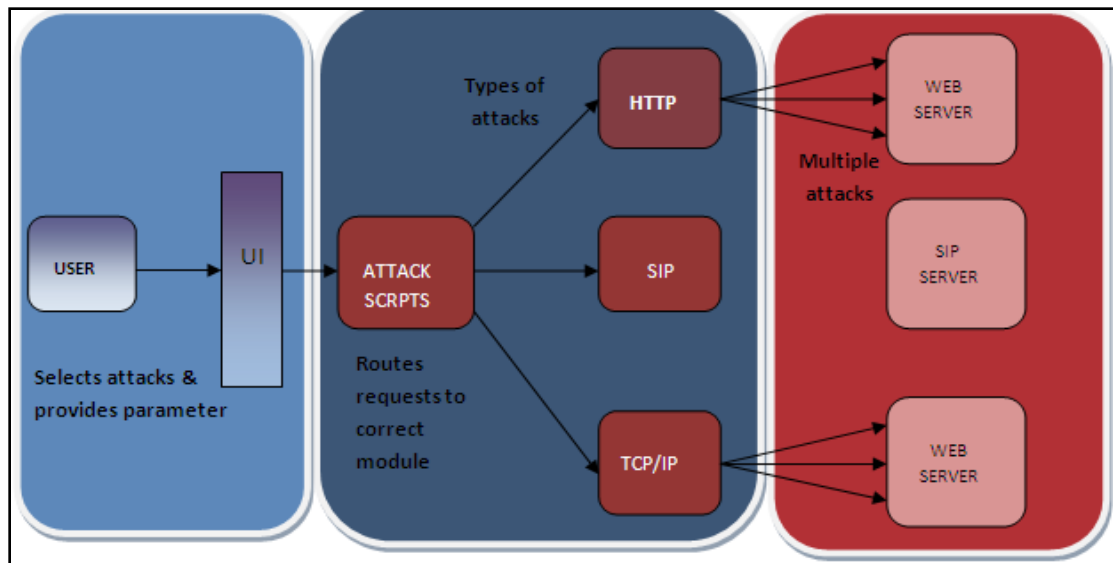 USER
UI
Selects attacks &
provides parameter
Types of
attacks
ATTACK
SCRPTS
Routes
requests to
correct
module
HTTP
SIP
TCP/IP
Multiple
attacks
WEB
SERVER
SIP
SERVER
WEB
SERVER